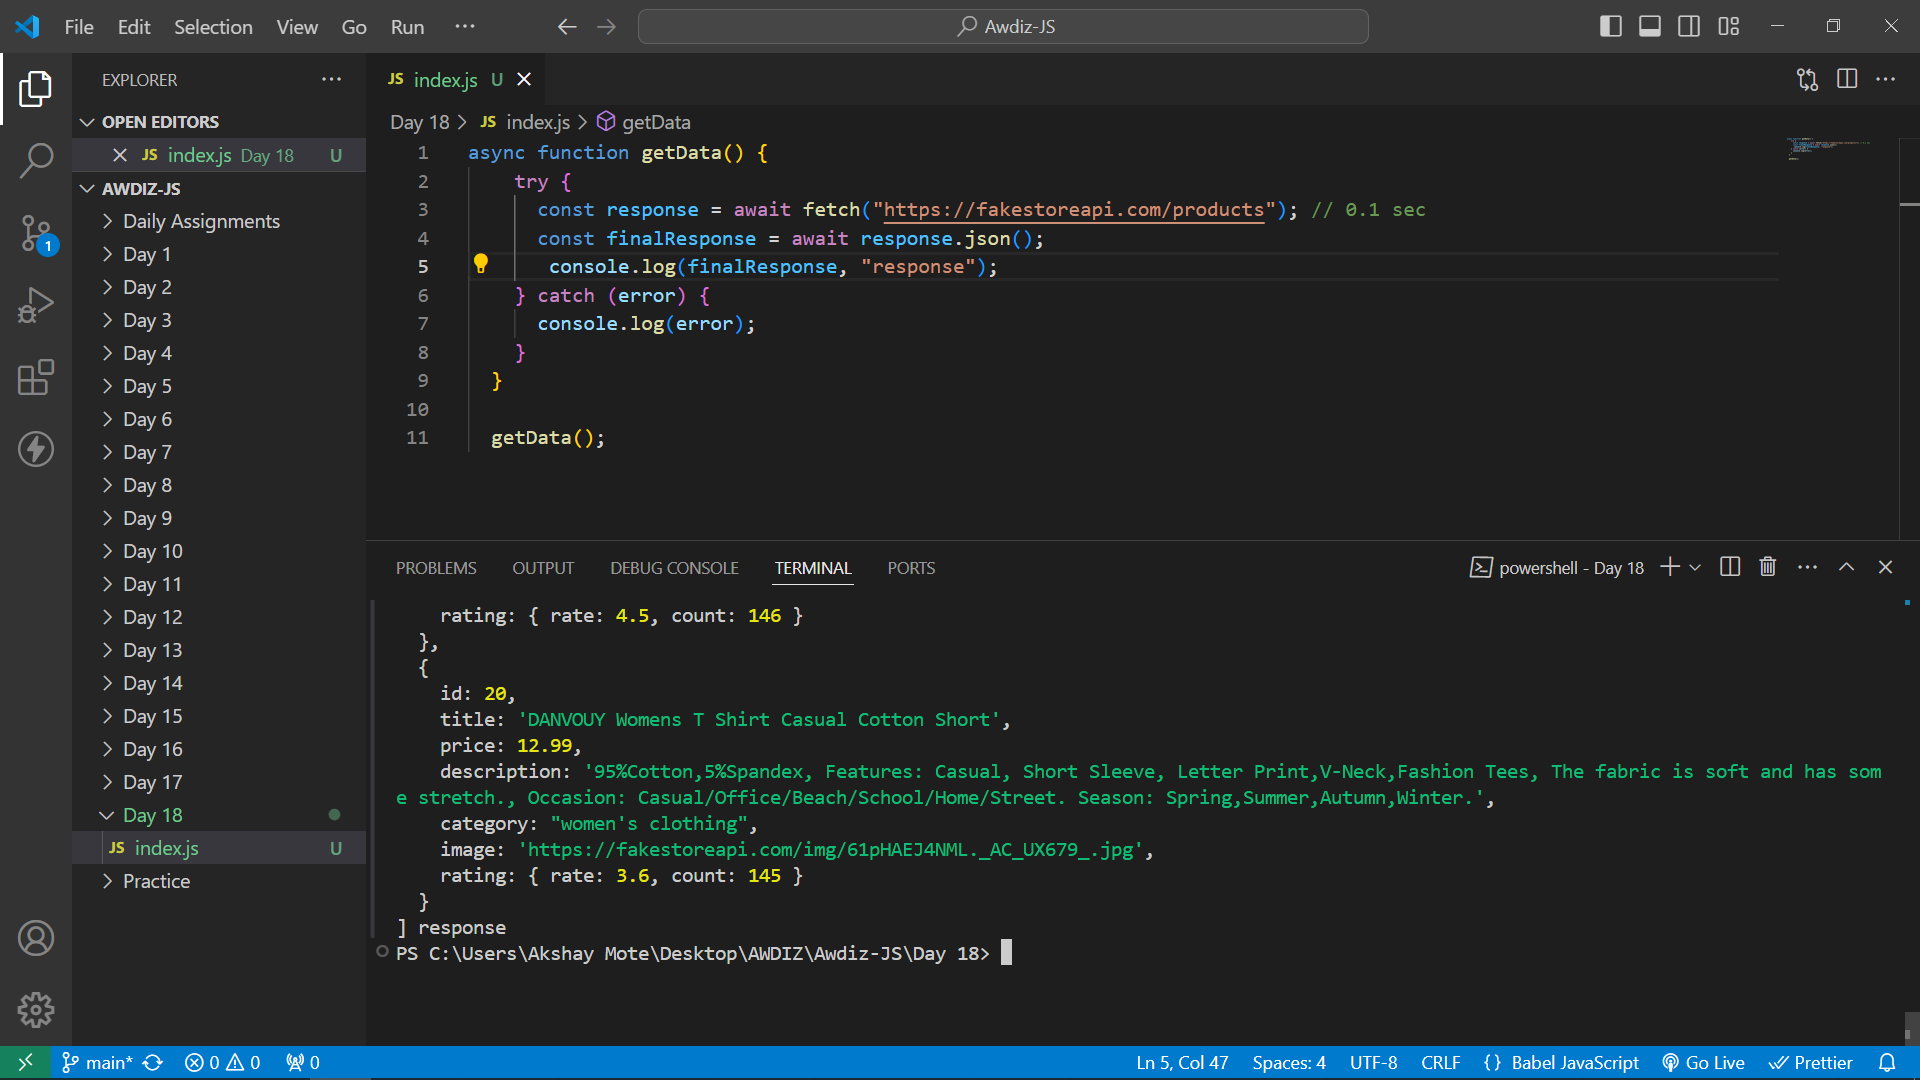 File Edit Selection View Go Run ··· Awdiz-JS
EXPLORER ···
OPEN EDITORS
JS index.js Day 18 U
AWDIZ-JS
Daily Assignments
Day 1
Day 2
Day 3
Day 4
Day 5
Day 6
Day 7
Day 8
Day 9
Day 10
Day 11
Day 12
Day 13
Day 14
Day 15
Day 16
Day 17
Day 18
JS index.js U
Practice
1
JS index.js U
Day 18 > JS index.js > getData
1 async function getData() {
2 try {
3 const response = await fetch("https://fakestoreapi.com/products"); // 0.1 sec
4 const finalResponse = await response.json();
5 console.log(finalResponse, "response");
6 } catch (error) {
7 console.log(error);
8 }
9 }
10
11 getData();
PROBLEMS OUTPUT DEBUG CONSOLE TERMINAL PORTS powershell - Day 18
rating: { rate: 4.5, count: 146 }
},
{
id: 20,
title: 'DANVOUY Womens T Shirt Casual Cotton Short',
price: 12.99,
description: '95%Cotton,5%Spandex, Features: Casual, Short Sleeve, Letter Print,V-Neck,Fashion Tees, The fabric is soft and has som
e stretch., Occasion: Casual/Office/Beach/School/Home/Street. Season: Spring,Summer,Autumn,Winter.',
category: "women's clothing",
image: 'https://fakestoreapi.com/img/61pHAEJ4NML._AC_UX679_.jpg',
rating: { rate: 3.6, count: 145 }
}
] response
PS C:\Users\Akshay Mote\Desktop\AWDIZ\Awdiz-JS\Day 18>
main* 0 0 0 Ln 5, Col 47 Spaces: 4 UTF-8 CRLF {} Babel JavaScript Go Live Prettier